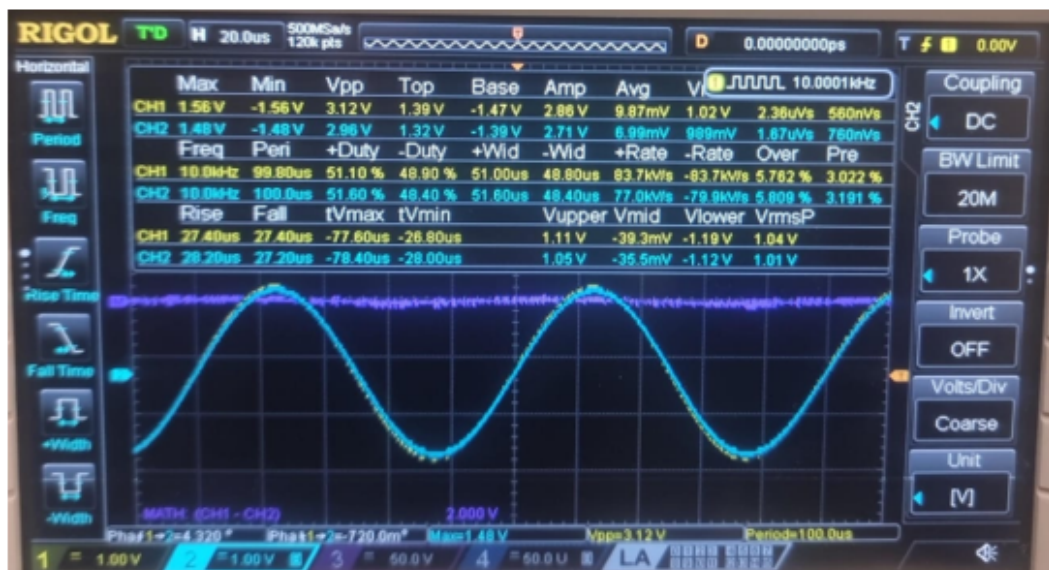 RIGOL T'D H 20.0us 500MSa/s 120k pts D 0.00000000ps T 1 0.00V
Horizontal
Period
Freq
Rise Time
Fall Time
+Width
-Width
Max Min Vpp Top Base Amp Avg 1 10.0001kHz
CH1 1.56 V -1.56 V 3.12 V 1.39 V -1.47 V 2.86 V 9.87mV 1.02 V 2.36uVs 560nVs
CH2 1.48 V -1.48 V 2.96 V 1.32 V -1.39 V 2.71 V 6.99mV 989mV 1.67uVs 760nVs
Freq Peri +Duty -Duty +Wid -Wid +Rate -Rate Over Pre
CH1 10.0kHz 99.80us 51.10 % 48.90 % 51.00us 48.80us 83.7kV/s -83.7kV/s 5.762 % 3.022 %
CH2 10.0kHz 100.0us 51.60 % 48.40 % 51.60us 48.40us 77.0kV/s -79.9kV/s 5.809 % 3.191 %
Rise Fall tVmax tVmin Vupper Vmid Vlower VrmsP
CH1 27.40us 27.40us -77.60us -26.80us 1.11 V -39.3mV -1.19 V 1.04 V
CH2 28.20us 27.20us -78.40us -28.00us 1.05 V -35.5mV -1.12 V 1.01 V
MATH: (CH1 - CH2) 2.000 V
CH2
Coupling
DC
BW Limit
20M
Probe
1X
Invert
OFF
Volts/Div
Coarse
Unit
[V]
1→2=4.320 ° 1→2=-720.0m° Max=1.48 V Vpp=3.12 V Period=100.0us
1 = 1.00 V 2 = 1.00 V B 3 = 50.0 V 4 = 50.0 U B LA